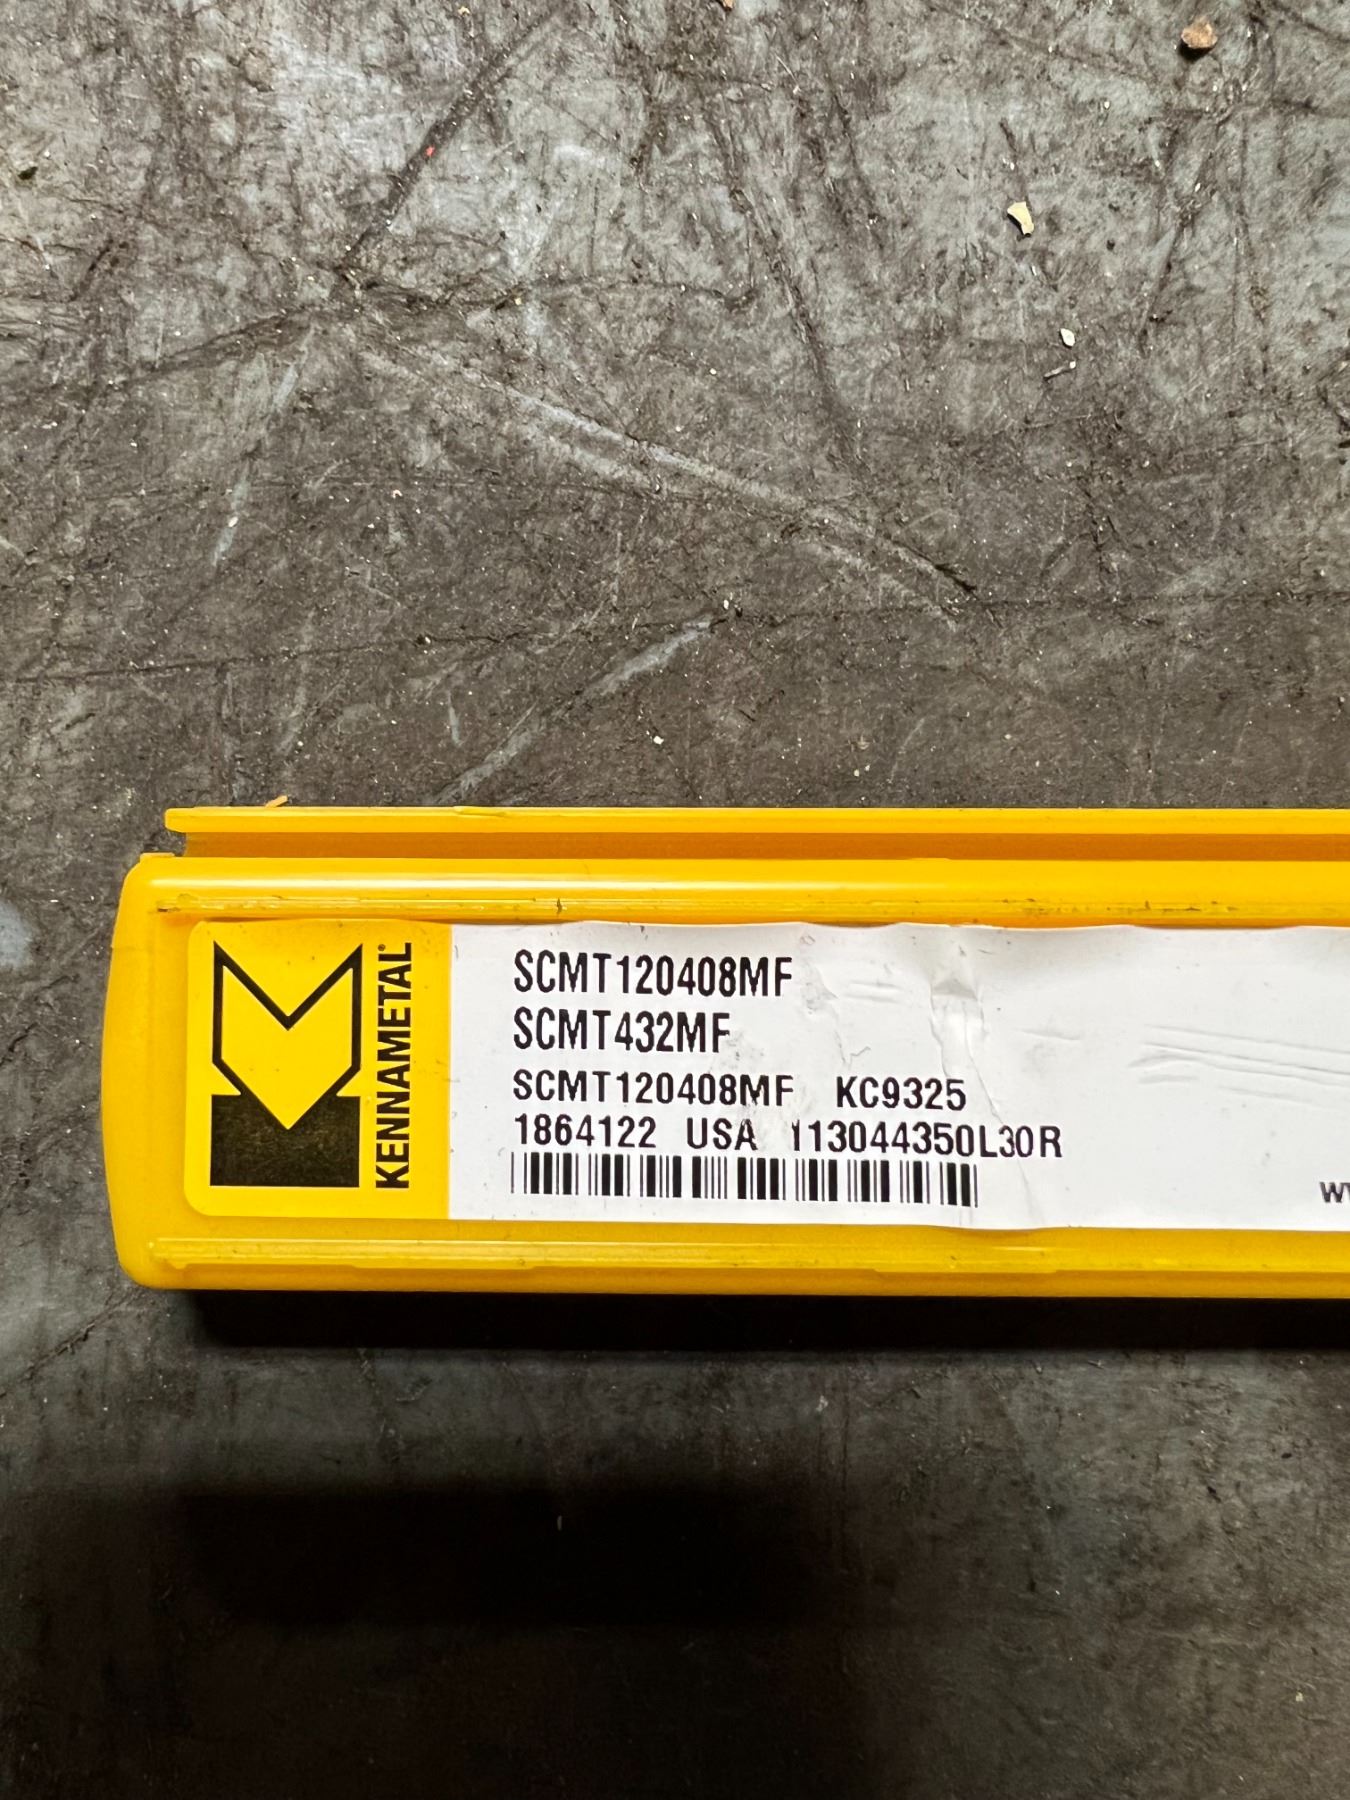 KENNAMETAL®
SCMT120408MF
SCMT432MF
SCMT120408MF KC9325
1864122 USA 113044350L30R